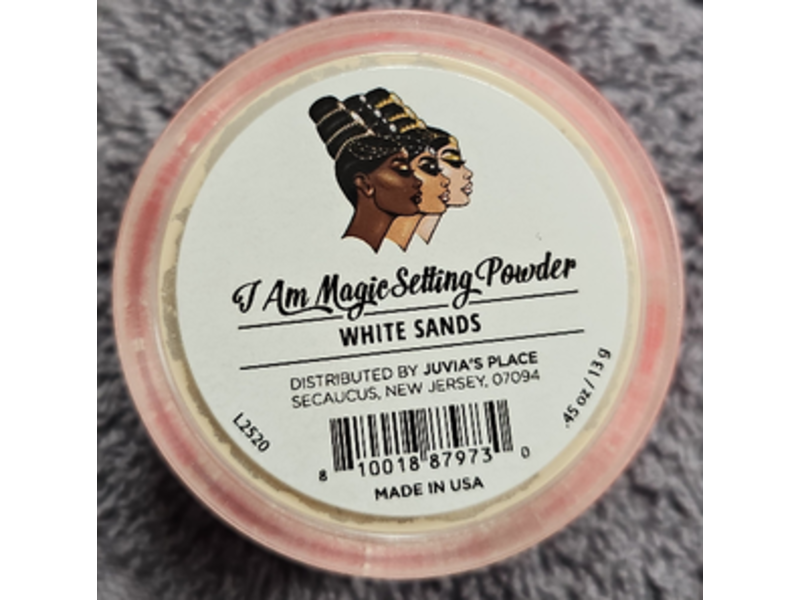 I Am Magic Setting Powder
WHITE SANDS
DISTRIBUTED BY JUVIA'S PLACE
SECAUCUS, NEW JERSEY, 07094
.45 oz / 13 g
L2520
8 10018 87973 0
MADE IN USA